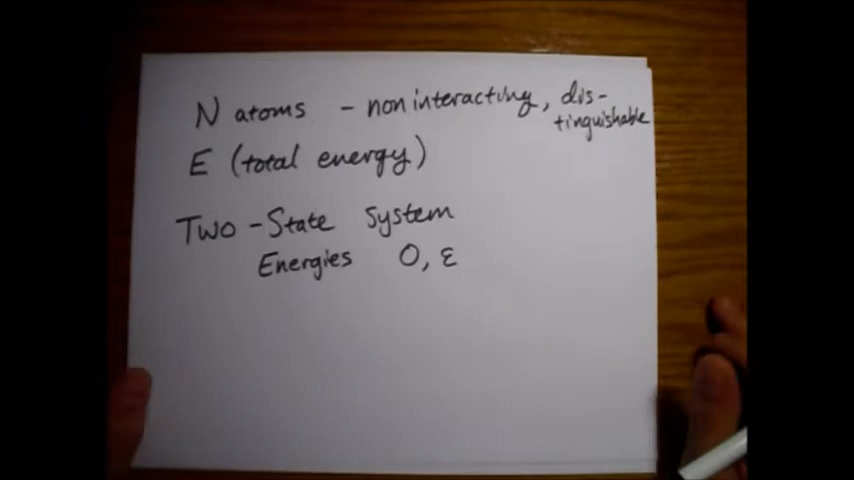 N atoms - noninteracting, dis-
tinguishable
E (total energy)
Two-State System
Energies 0, ε